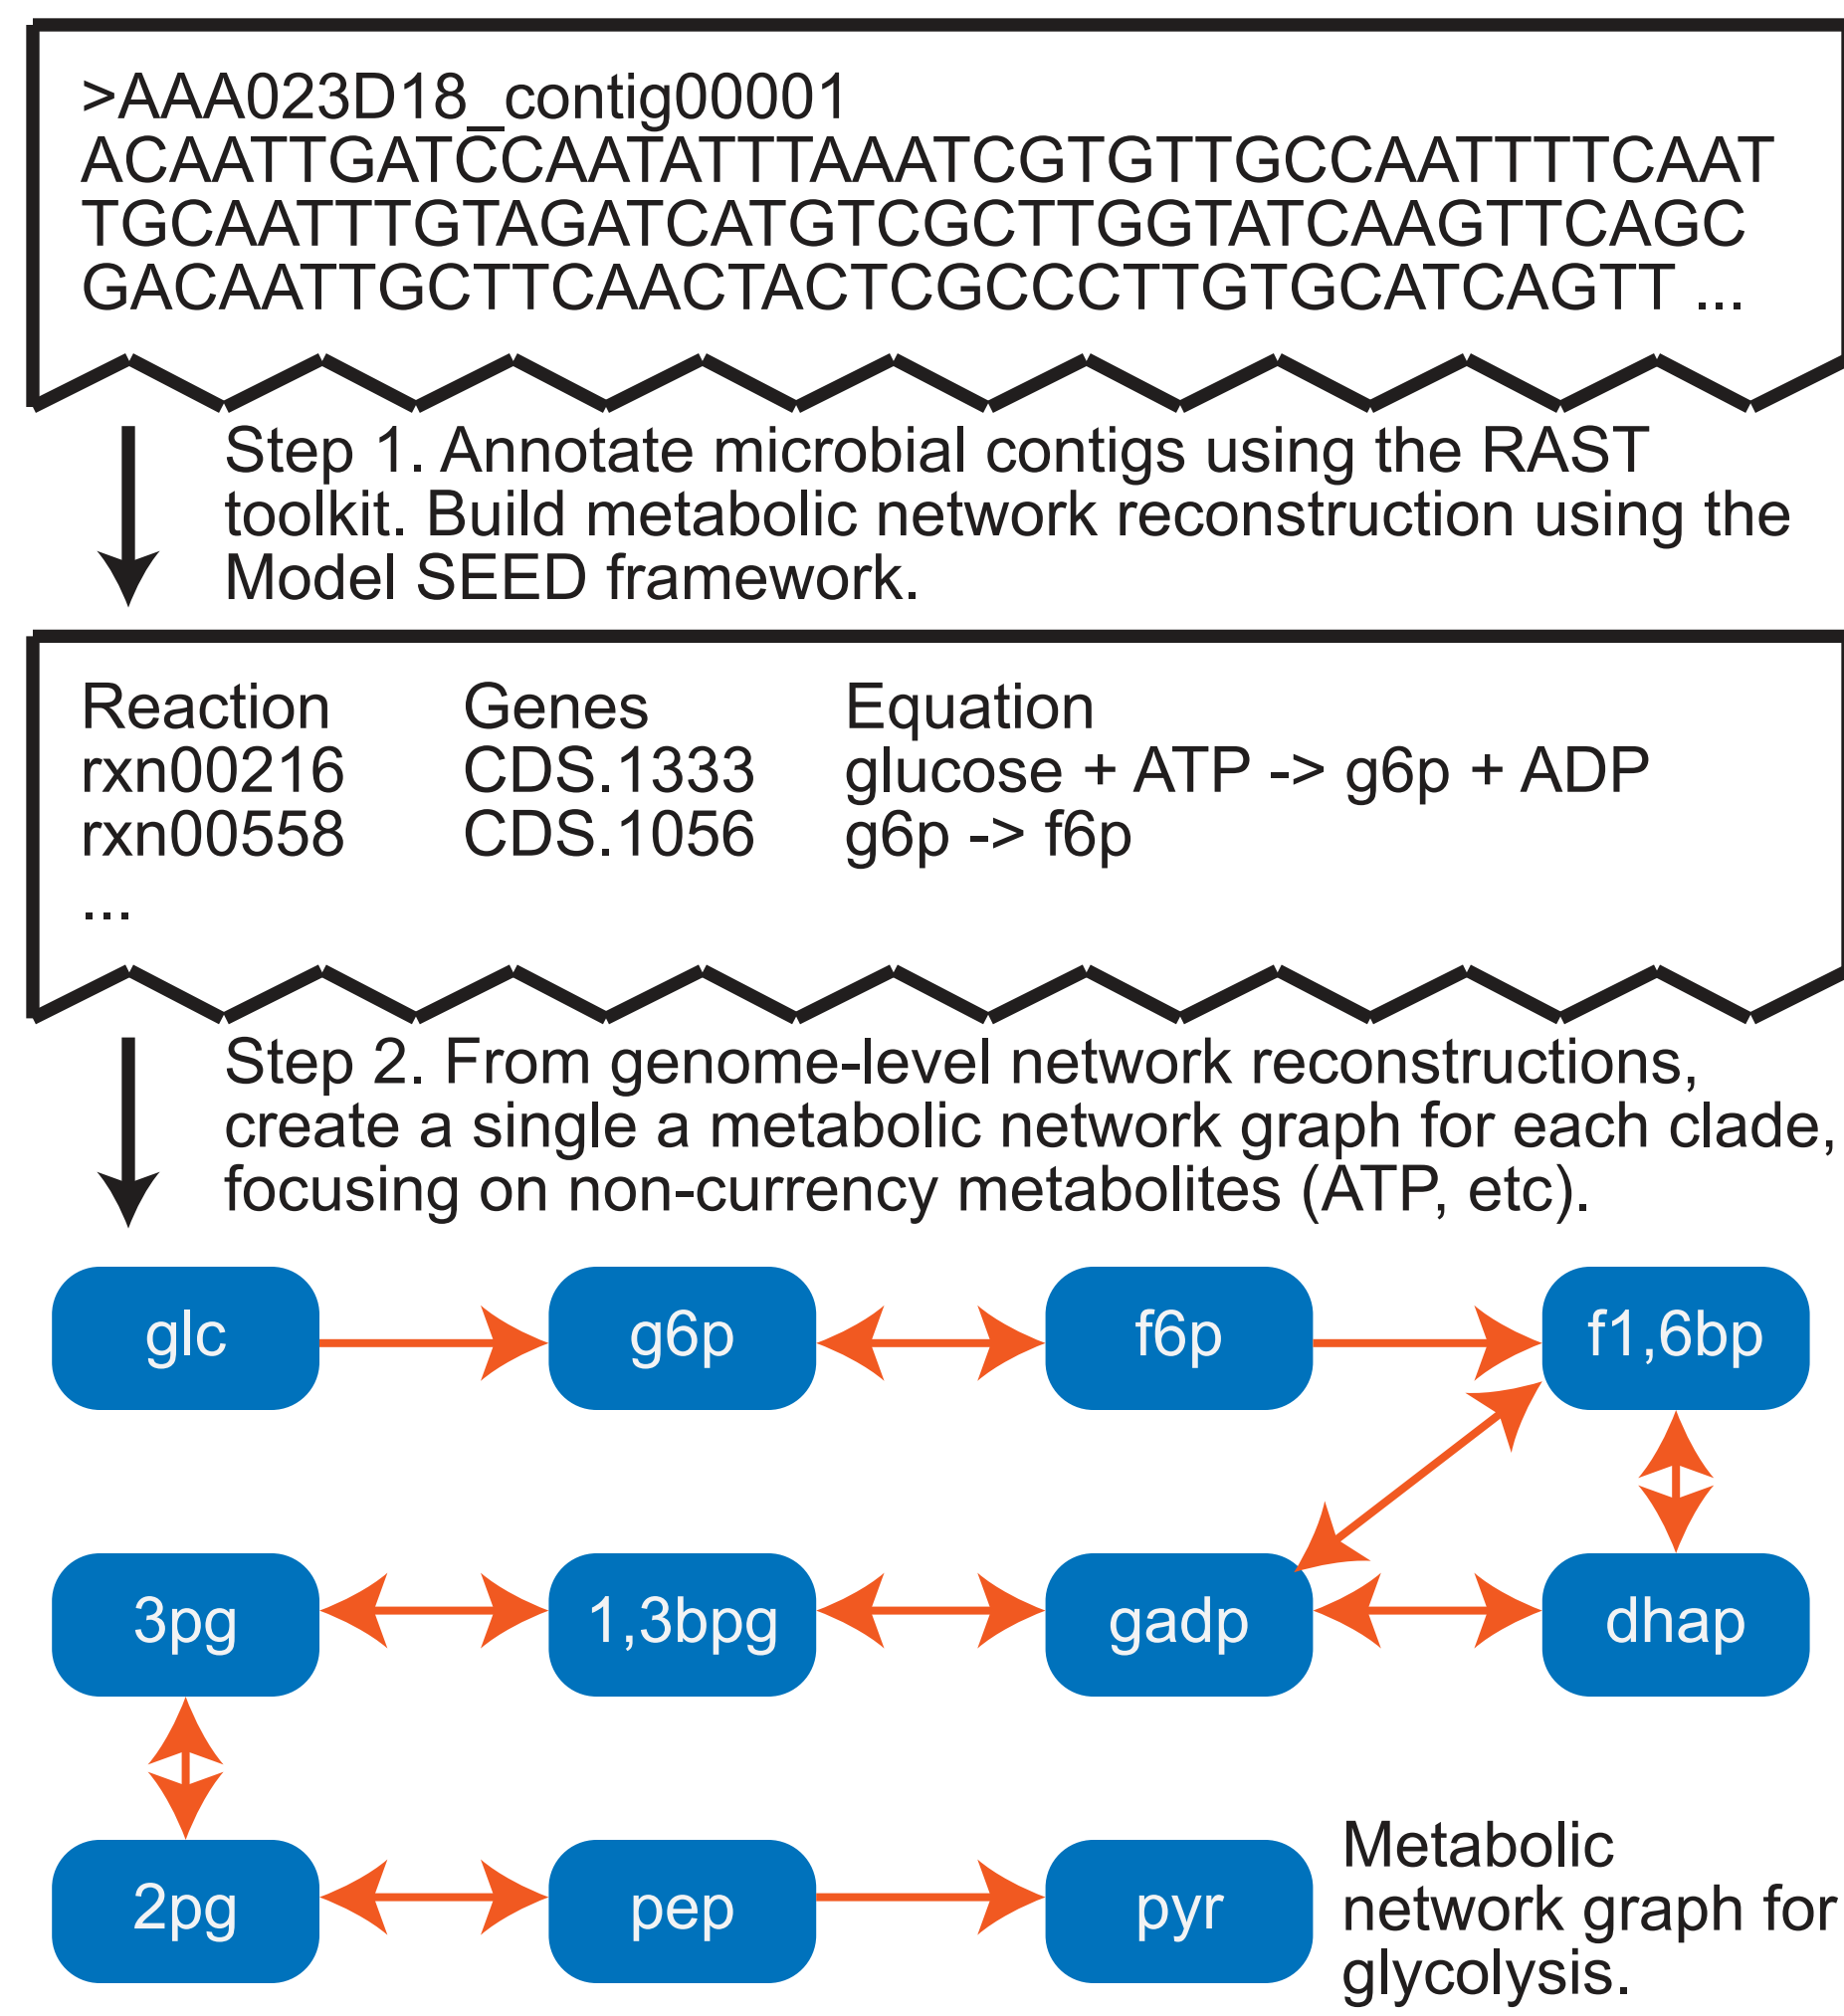 >AAA023D18_contig00001
ACAATTGATCCAATATTTAAATCGTGTTGCCAATTTTCAAT
TGCAATTTGTAGATCATGTCGCTTGGTATCAAGTTCAGC
GACAATTGCTTCAACTACTCGCCCTTGTGCATCAGTT ...
Step 1. Annotate microbial contigs using the RAST
toolkit. Build metabolic network reconstruction using the
Model SEED framework.
Reaction Genes Equation
rxn00216 CDS.1333 glucose + ATP -> g6p + ADP
rxn00558 CDS.1056 g6p -> f6p
...
Step 2. From genome-level network reconstructions,
create a single a metabolic network graph for each clade,
focusing on non-currency metabolites (ATP, etc).
glc g6p f6p f1,6bp
3pg 1,3bpg gadp dhap
2pg pep pyr
Metabolic
network graph for
glycolysis.